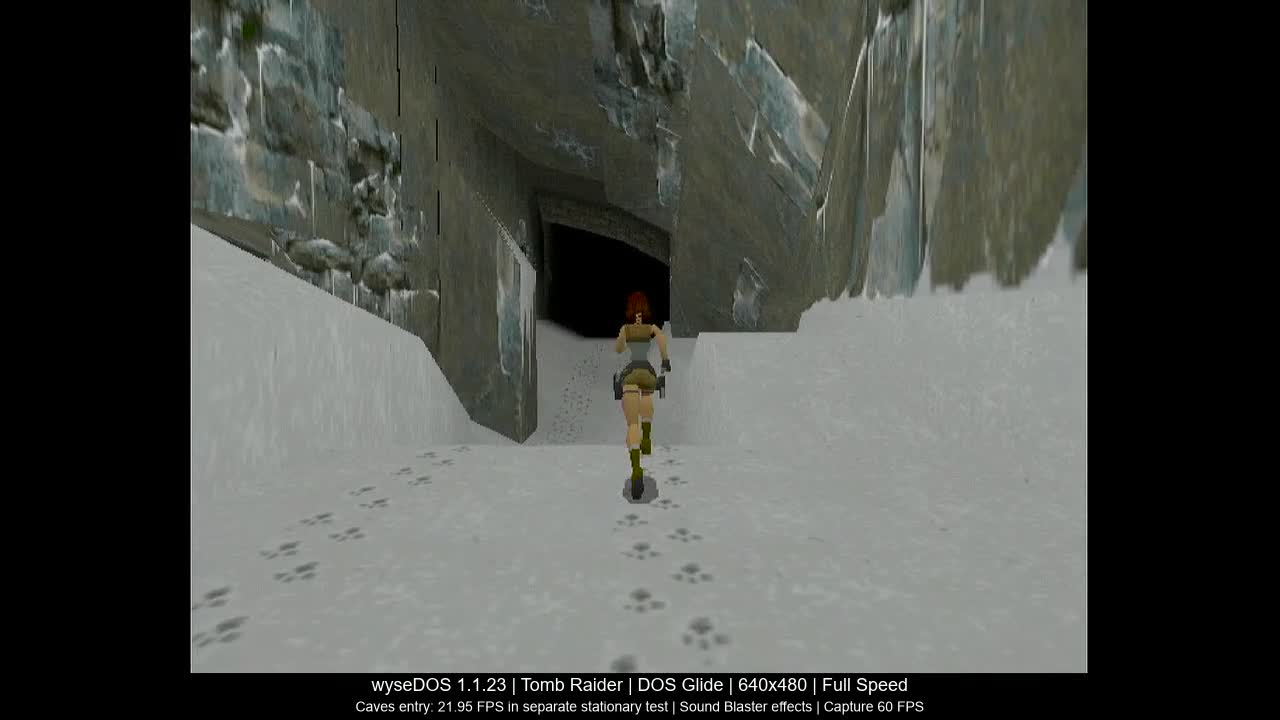 wyseDOS 1.1.23 | Tomb Raider | DOS Glide | 640x480 | Full Speed
Caves entry: 21.95 FPS in separate stationary test | Sound Blaster effects | Capture 60 FPS